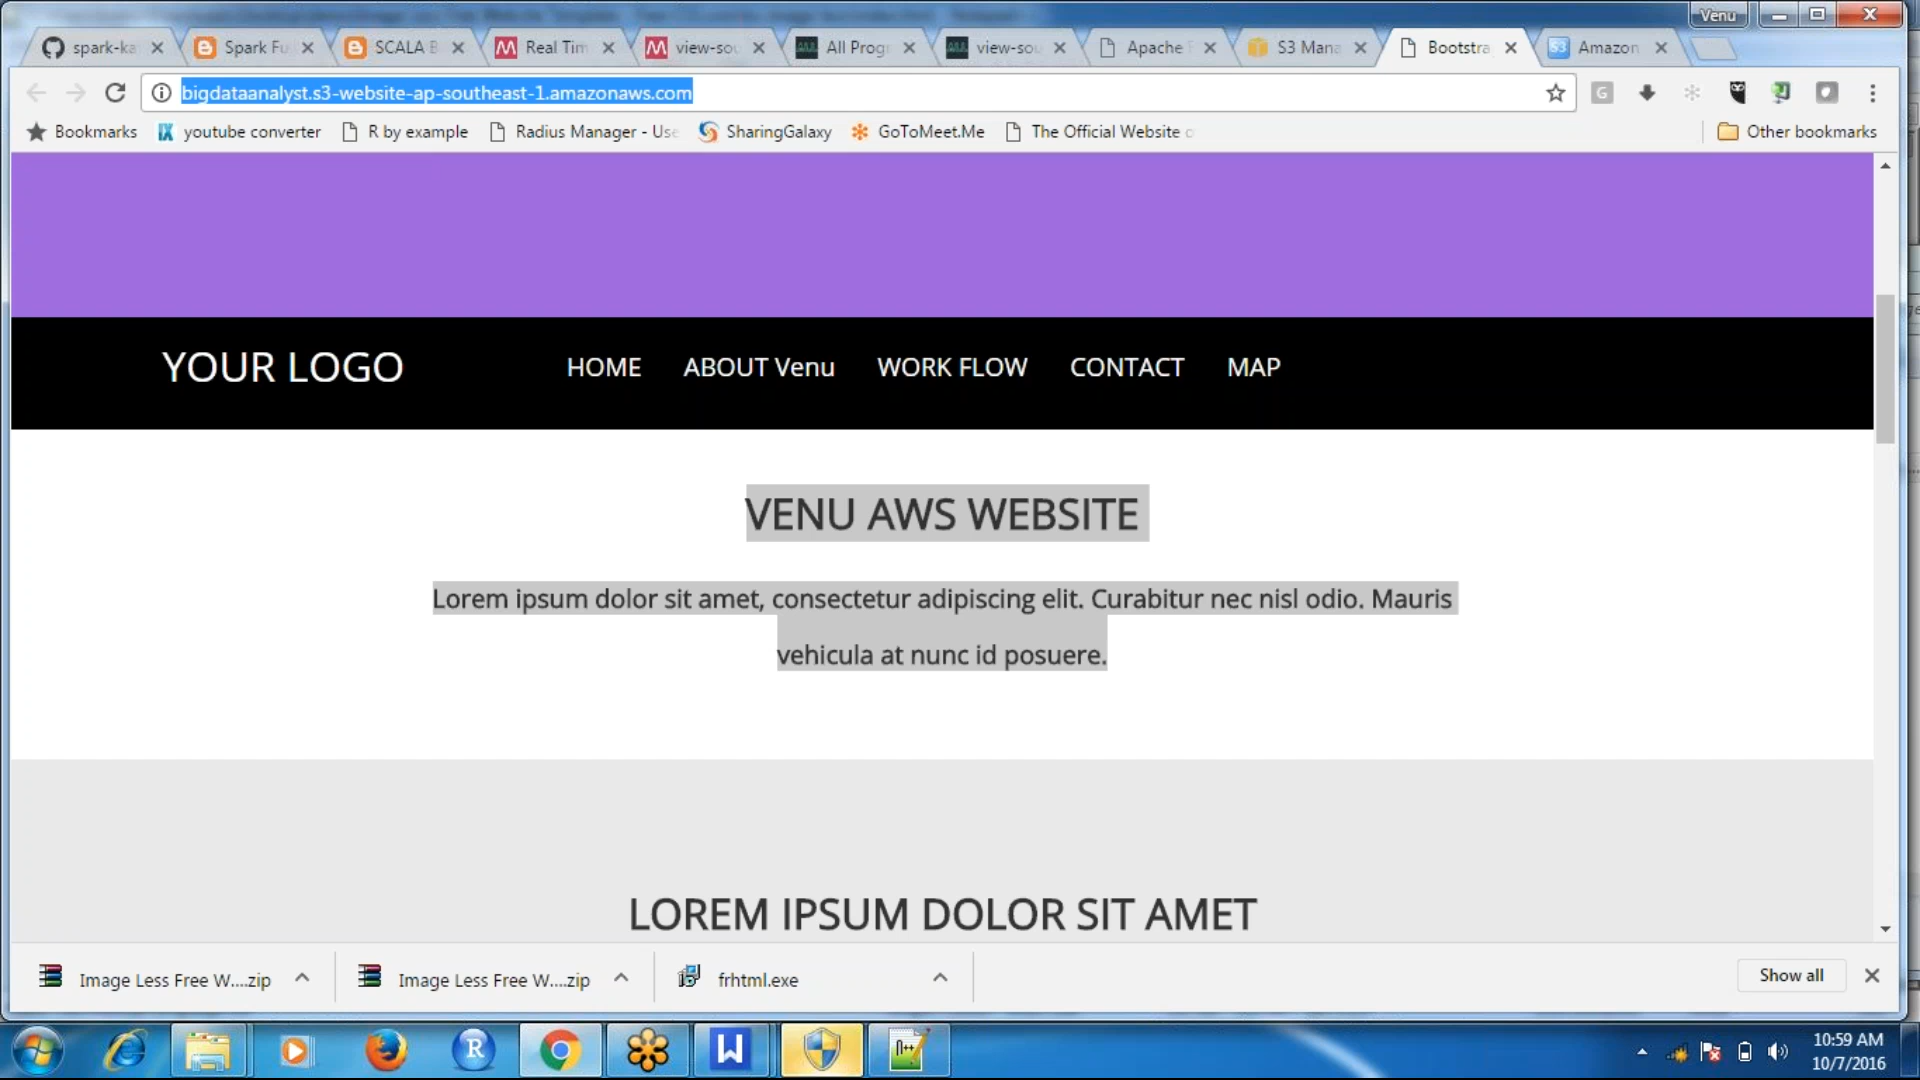 Venu
spark-ka
Spark Fu
SCALA B
Real Tim
view-sou
All Prog
view-sou
Apache
S3 Mana
Bootstra
Amazon
bigdataanalyst.s3-website-ap-southeast-1.amazonaws.com
Bookmarks youtube converter R by example Radius Manager - Use SharingGalaxy GoToMeet.Me The Official Website o Other bookmarks
YOUR LOGO HOME ABOUT Venu WORK FLOW CONTACT MAP
VENU AWS WEBSITE
Lorem ipsum dolor sit amet, consectetur adipiscing elit. Curabitur nec nisl odio. Mauris
vehicula at nunc id posuere.
LOREM IPSUM DOLOR SIT AMET
Image Less Free W....zip Image Less Free W....zip frhtml.exe Show all
10:59 AM
10/7/2016